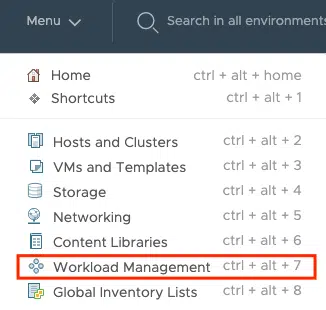 Menu Search in all environments
Home ctrl + alt + home
Shortcuts ctrl + alt + 1
Hosts and Clusters ctrl + alt + 2
VMs and Templates ctrl + alt + 3
Storage ctrl + alt + 4
Networking ctrl + alt + 5
Content Libraries ctrl + alt + 6
Workload Management ctrl + alt + 7
Global Inventory Lists ctrl + alt + 8